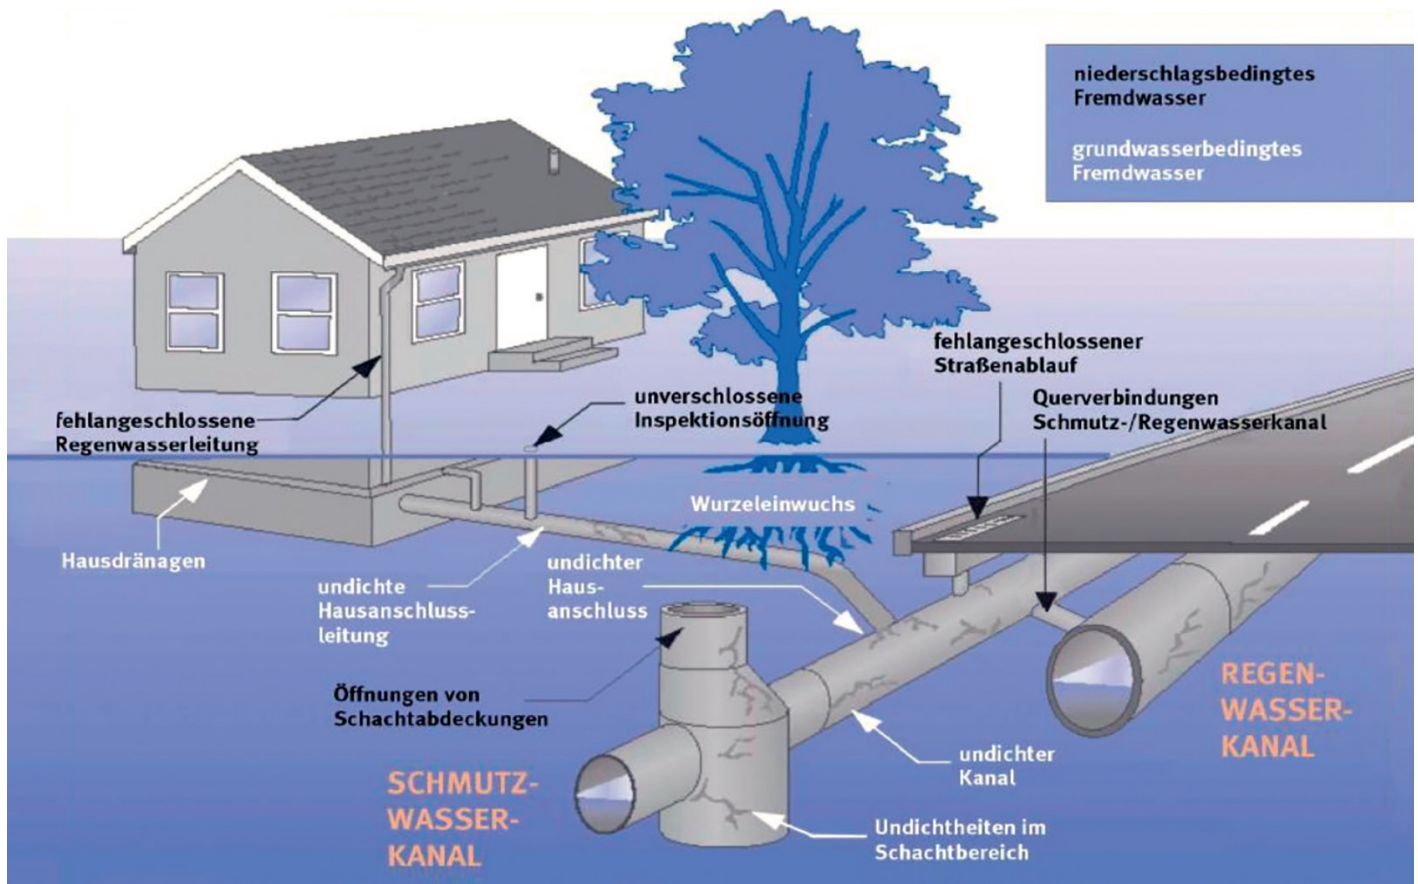 niederschlagsbedingtes
Fremdwasser
grundwasserbedingtes
Fremdwasser
fehlangeschlossener
Straßenablauf
Querverbindungen
Schmutz-/Regenwasserkanal
unverschlossene
Inspektionsöffnung
fehlangeschlossene
Regenwasserleitung
Wurzeleinwuchs
Hausdränagen
undichte
Hausanschluss-
leitung
undichter
Haus-
anschluss
Öffnungen von
Schachtabdeckungen
REGEN-
WASSER-
KANAL
undichter
Kanal
SCHMUTZ-
WASSER-
KANAL
Undichtheiten im
Schachtbereich